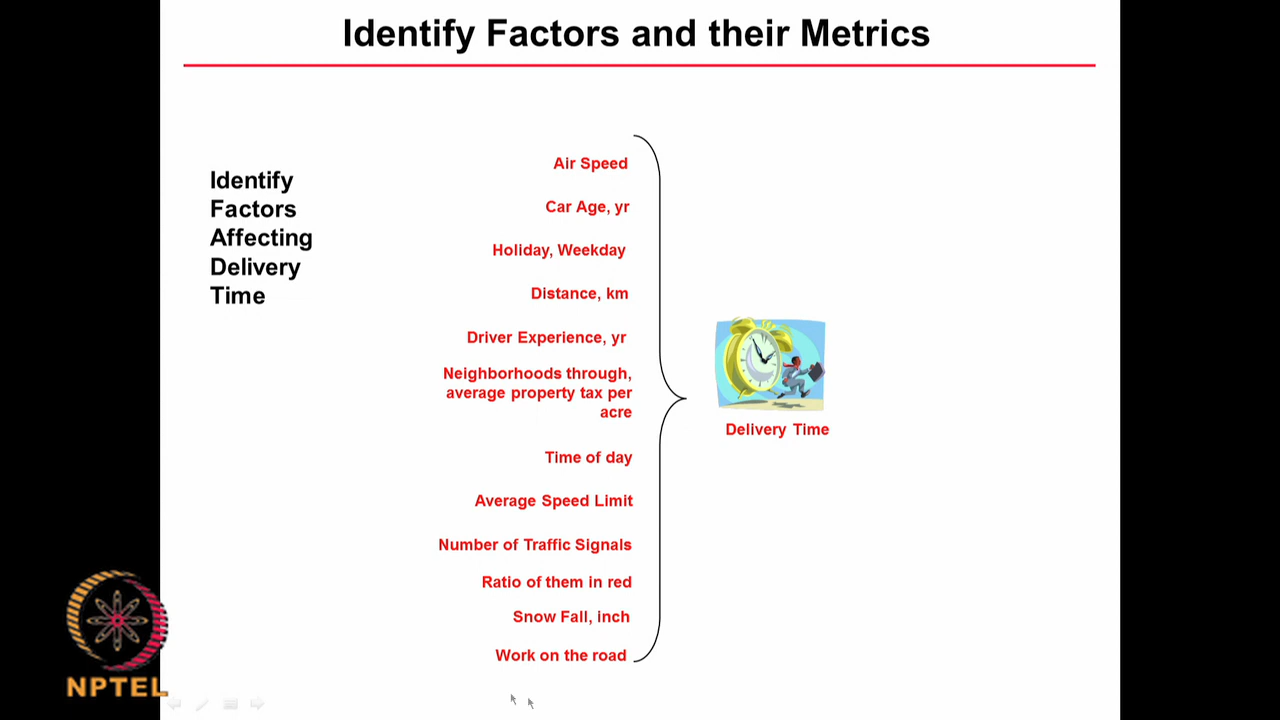 Identify Factors and their Metrics
Identify
Factors
Affecting
Delivery
Time
Air Speed
Car Age, yr
Holiday, Weekday
Distance, km
Driver Experience, yr
Neighborhoods through,
average property tax per
acre
Time of day
Average Speed Limit
Number of Traffic Signals
Ratio of them in red
Snow Fall, inch
Work on the road
Delivery Time
NPTEL